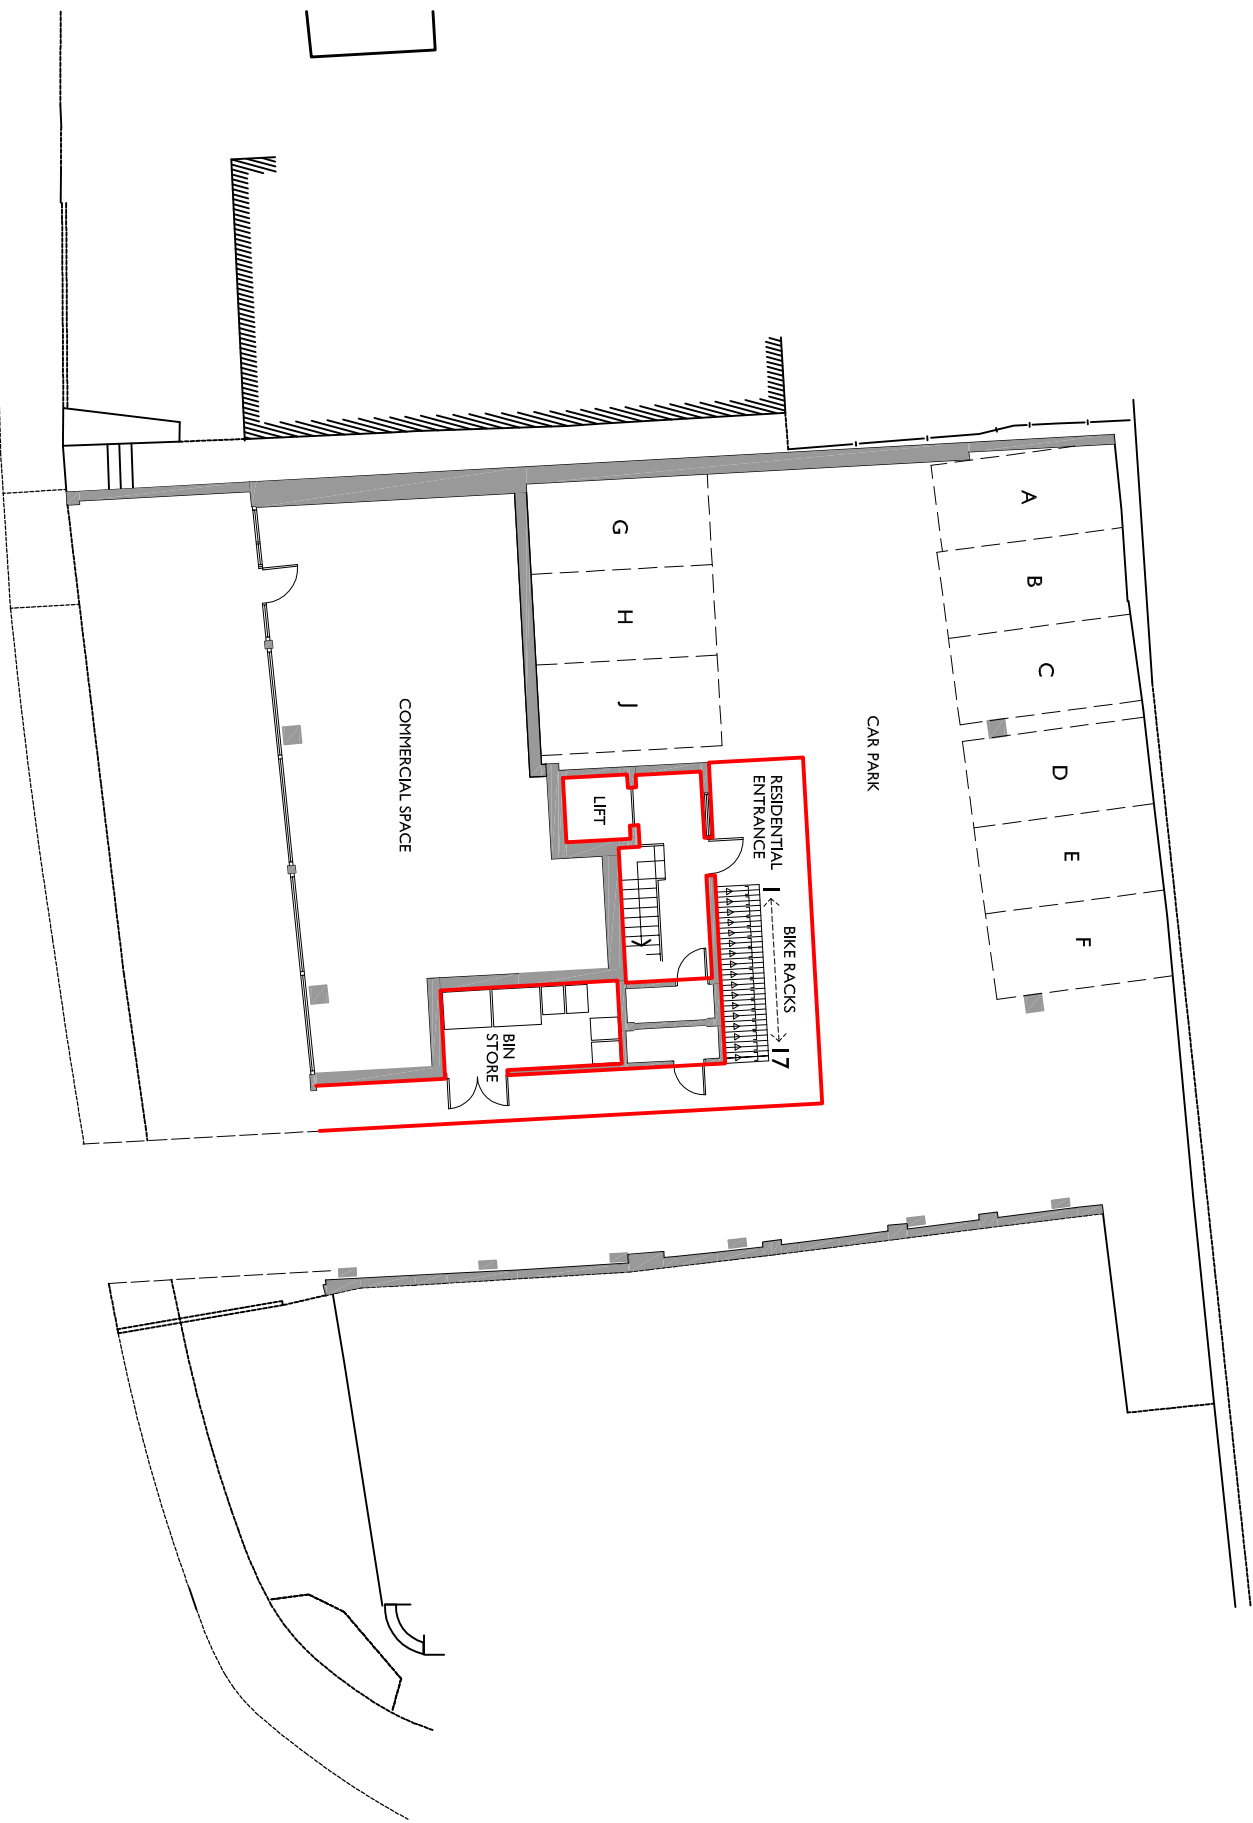 A
B
C
D
E
F
G
H
J
CAR PARK
COMMERCIAL SPACE
LIFT
RESIDENTIAL
ENTRANCE
BIKE RACKS
1
17
BIN
STORE